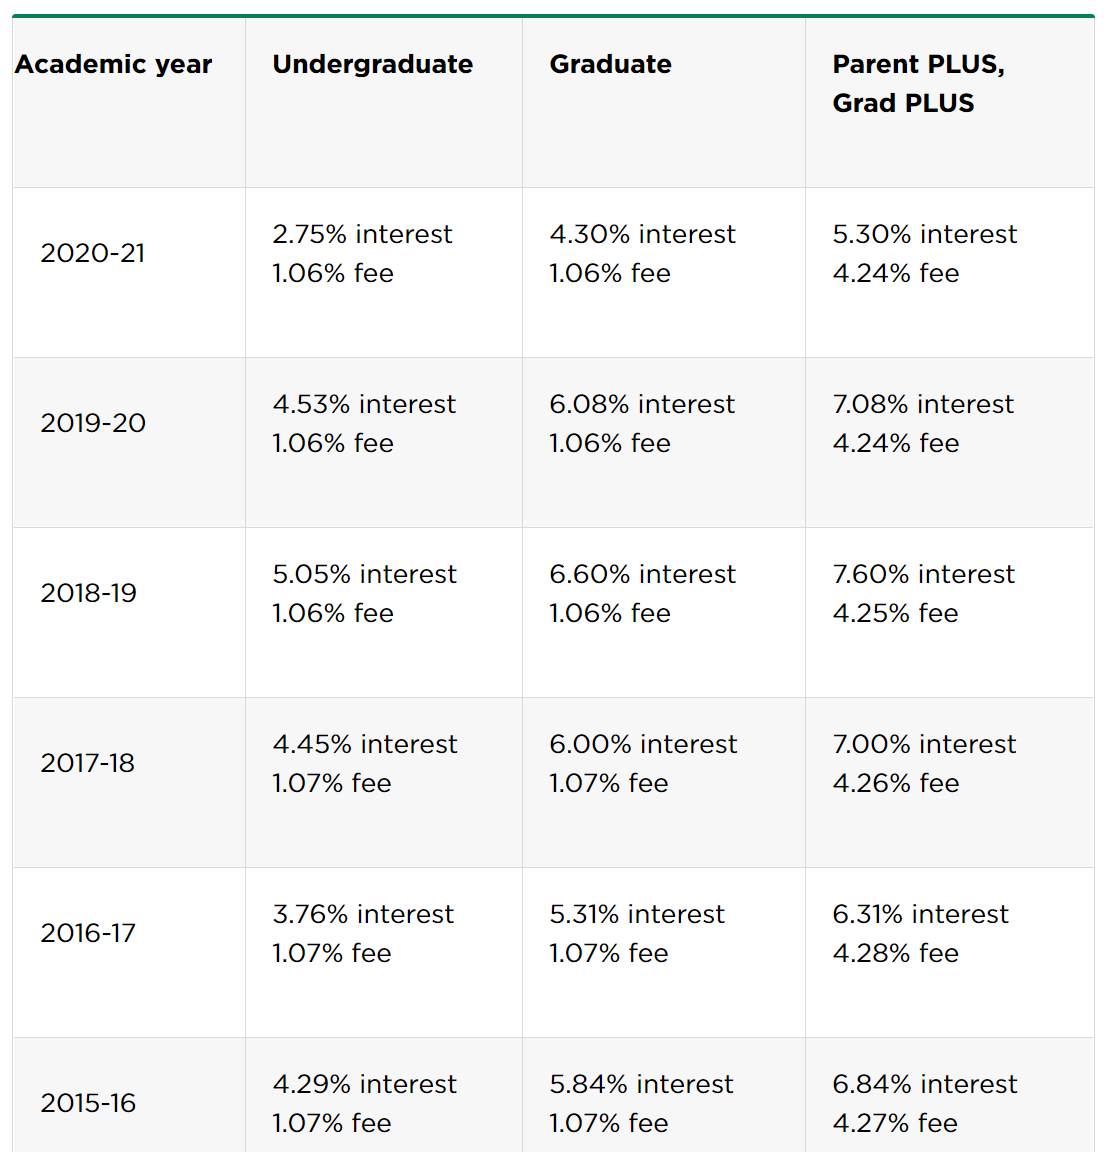 Academic year Undergraduate Graduate Parent PLUS,
Grad PLUS
2020-21
2.75% interest 4.30% interest 5.30% interest
1.06% fee 1.06% fee 4.24% fee
2019-20
4.53% interest 6.08% interest 7.08% interest
1.06% fee 1.06% fee 4.24% fee
2018-19
5.05% interest 6.60% interest 7.60% interest
1.06% fee 1.06% fee 4.25% fee
2017-18
4.45% interest 6.00% interest 7.00% interest
1.07% fee 1.07% fee 4.26% fee
2016-17
3.76% interest 5.31% interest 6.31% interest
1.07% fee 1.07% fee 4.28% fee
2015-16
4.29% interest 5.84% interest 6.84% interest
1.07% fee 1.07% fee 4.27% fee